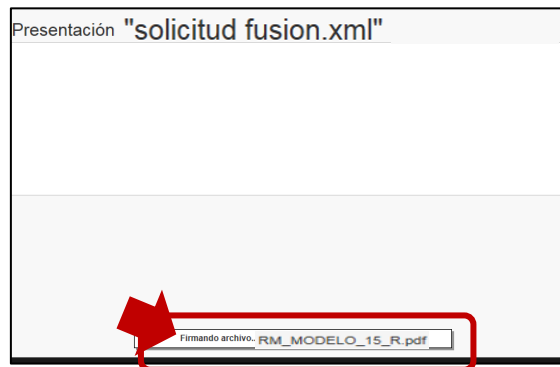 Presentación "solicitud fusion.xml"
Firmando archivo.. RM_MODELO_15_R.pdf